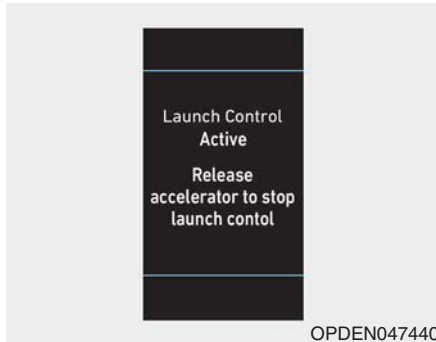 Launch Control
Active
Release
accelerator to stop
launch contol
OPDEN047440